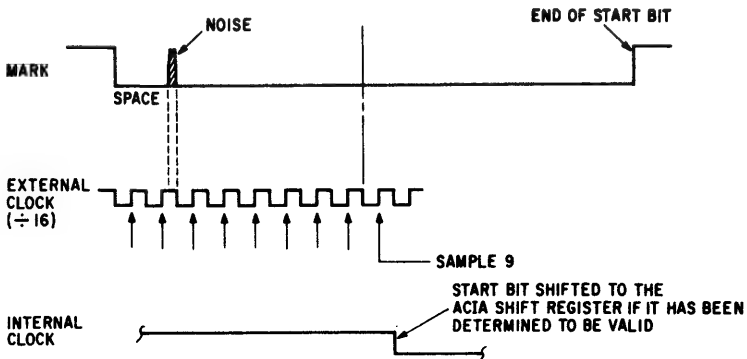 NOISE
END OF START BIT
MARK
SPACE
EXTERNAL
CLOCK
(÷16)
SAMPLE 9
START BIT SHIFTED TO THE
ACIA SHIFT REGISTER IF IT HAS BEEN
DETERMINED TO BE VALID
INTERNAL
CLOCK